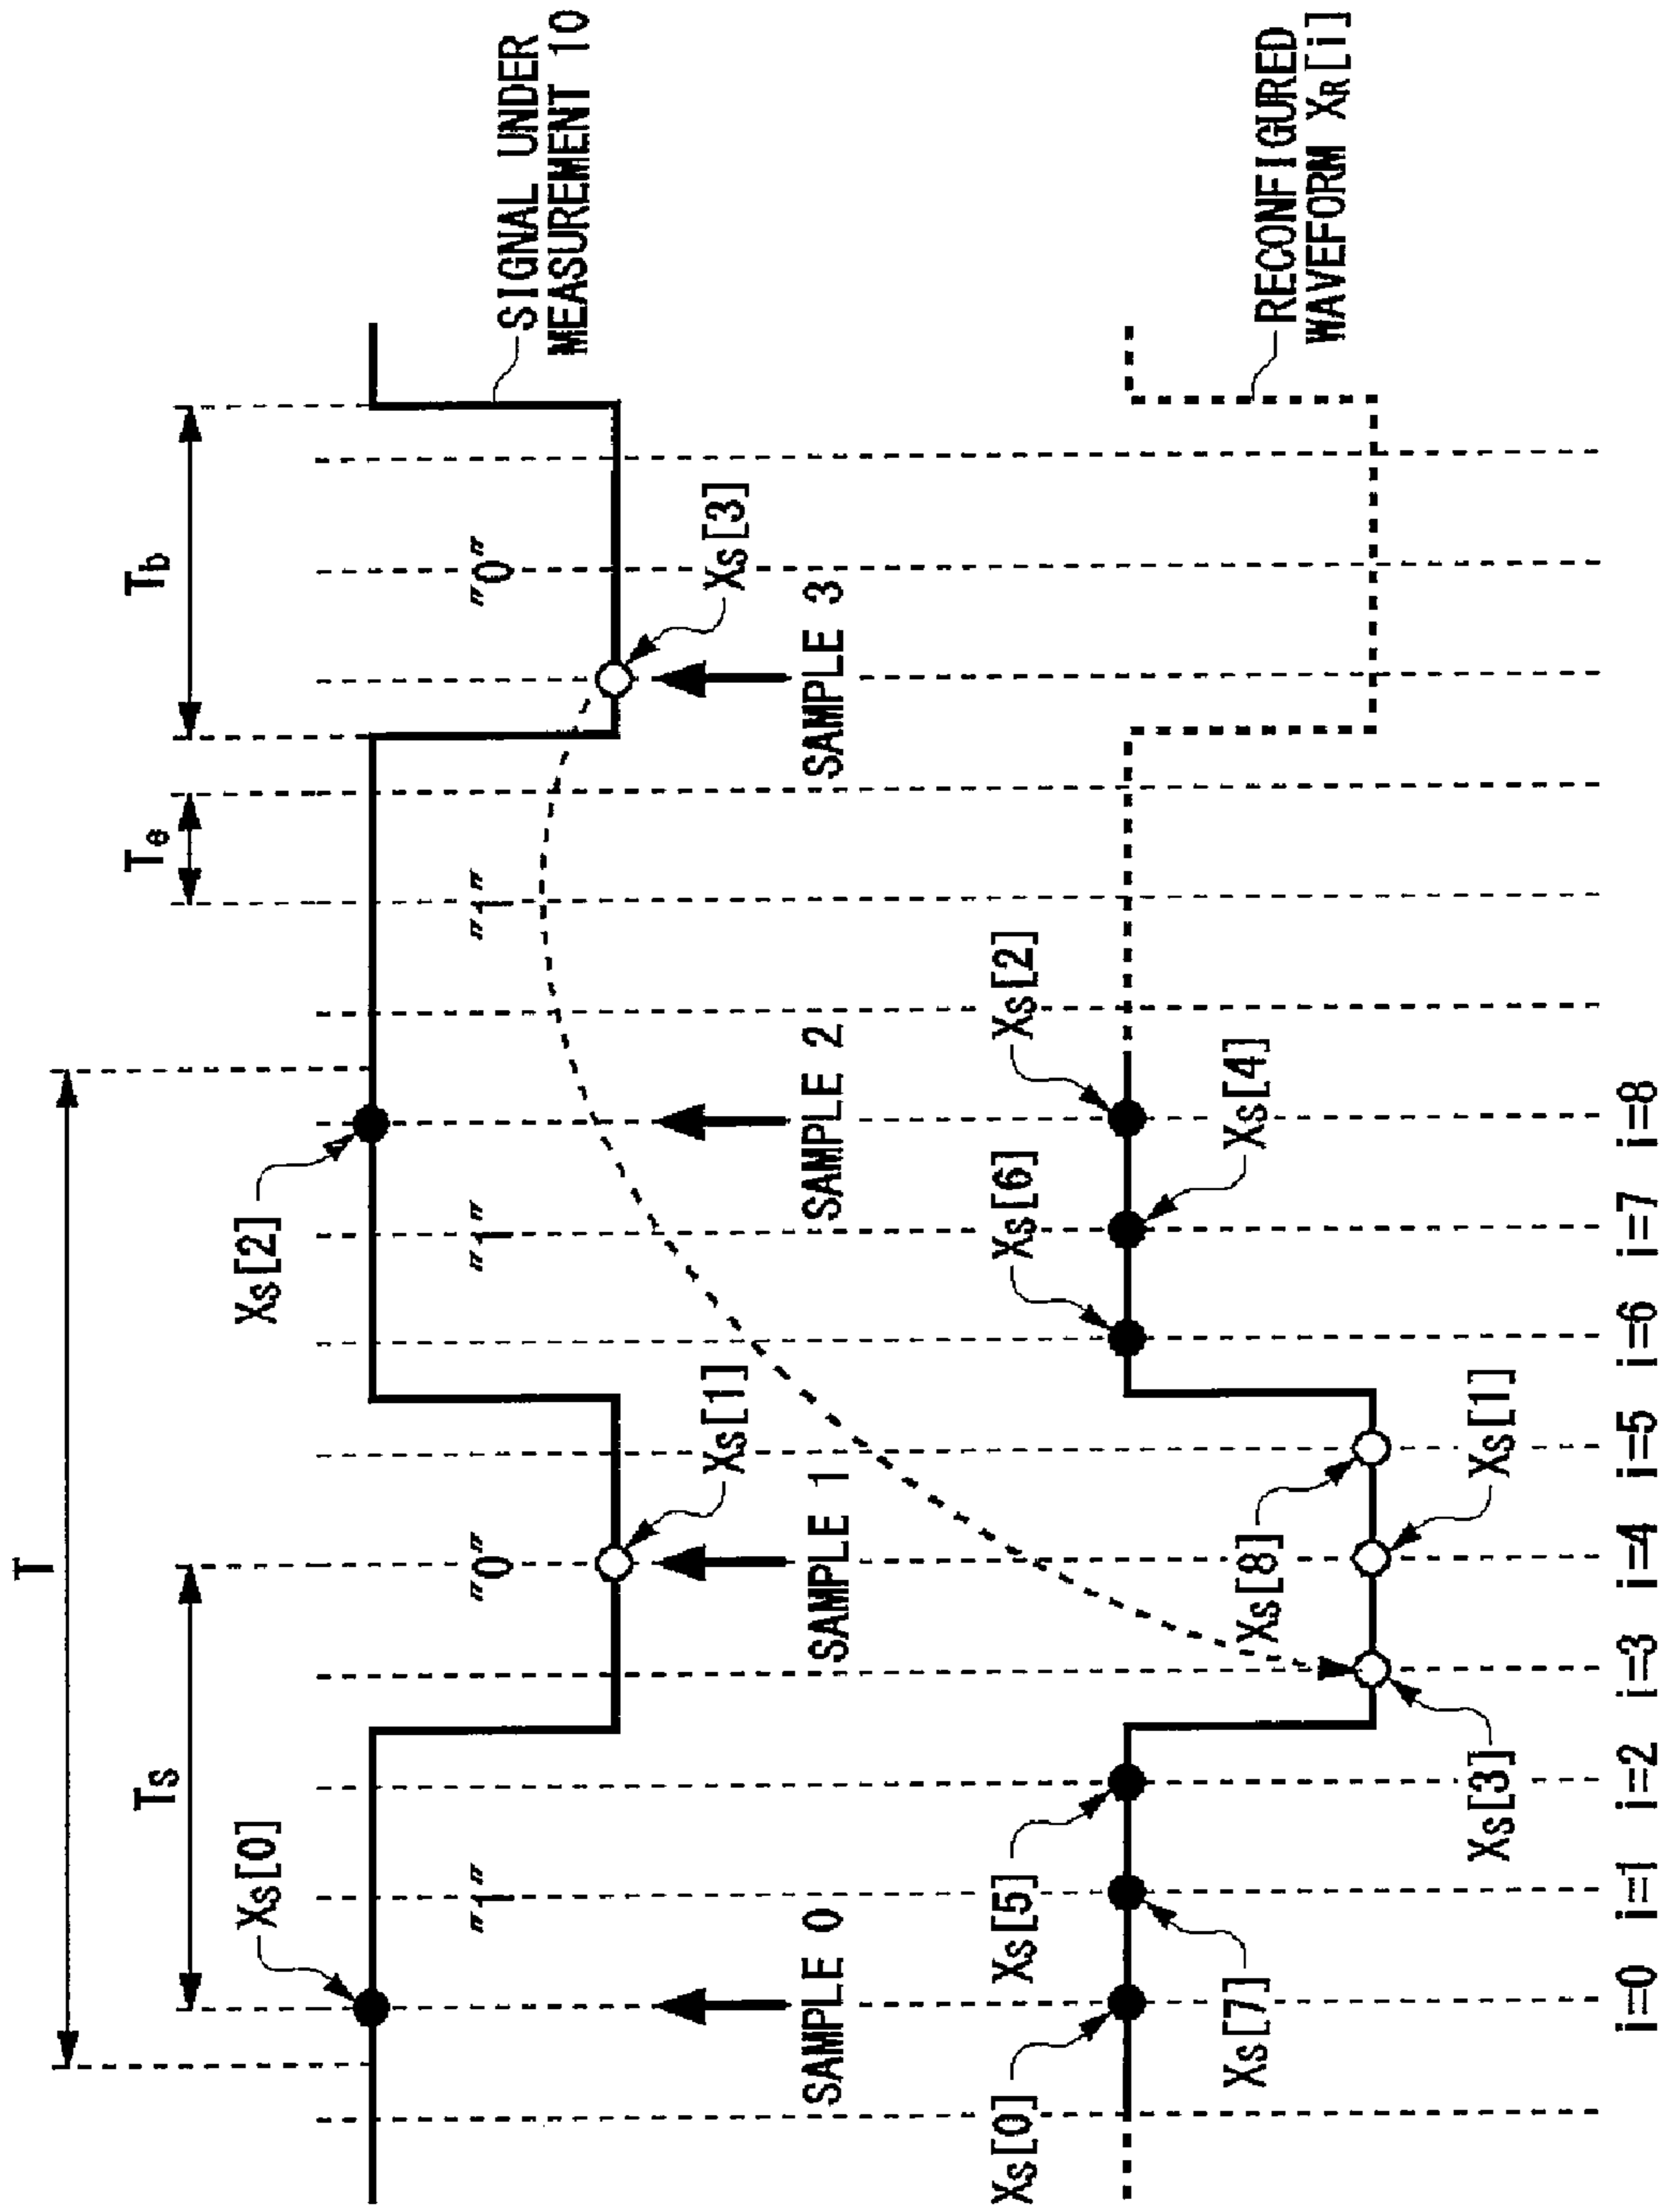 T
Ts
Te
Tb
Xs[0]
Xs[2]
"1"
"0"
"1"
"1"
"0"
SIGNAL UNDER
MEASUREMENT 10
Xs[1]
Xs[3]
SAMPLE 0
SAMPLE 1
SAMPLE 2
SAMPLE 3
Xs[0]
Xs[5]
Xs[6]
Xs[2]
Xs[7]
Xs[8]
Xs[4]
RECONFIGURED
WAVEFORM XR[i]
Xs[3]
Xs[1]
i=0 i=1 i=2 i=3 i=4 i=5 i=6 i=7 i=8